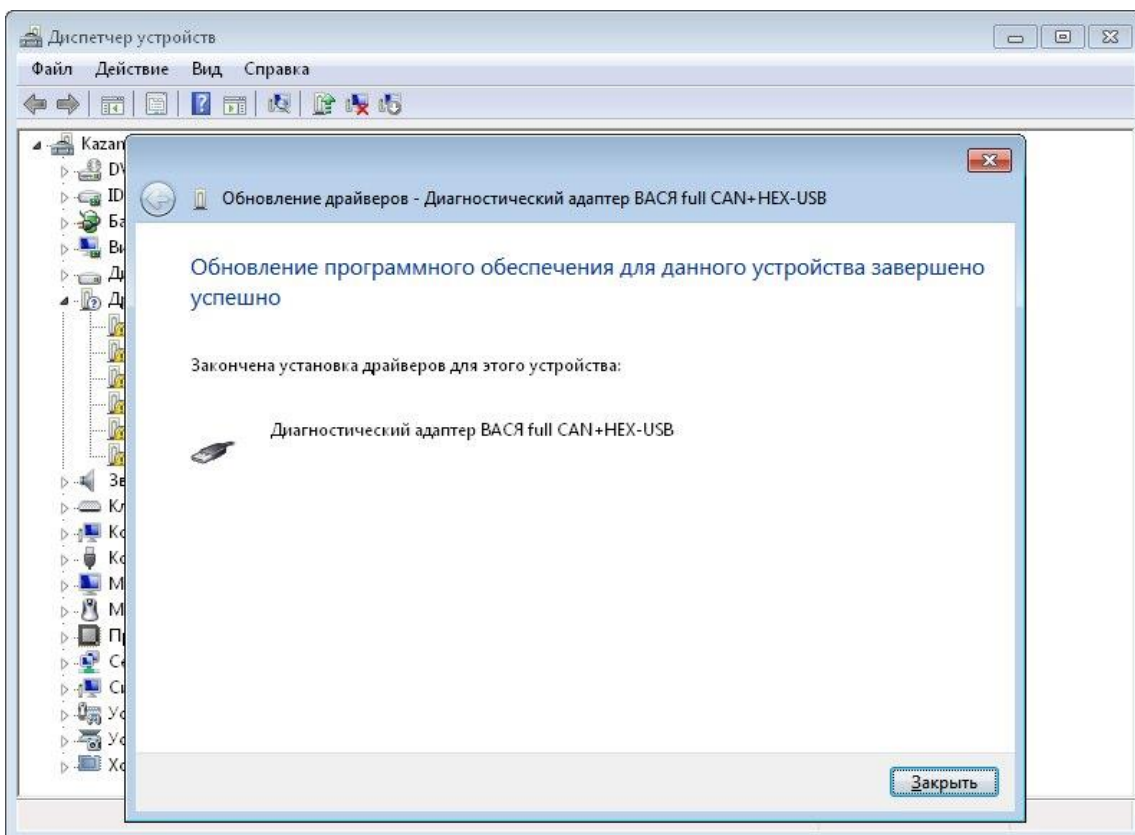 Диспетчер устройств
Файл Действие Вид Справка
Kazan
Обновление драйверов - Диагностический адаптер ВАСЯ full CAN+HEX-USB
Обновление программного обеспечения для данного устройства завершено
успешно
Закончена установка драйверов для этого устройства:
Диагностический адаптер ВАСЯ full CAN+HEX-USB
Закрыть